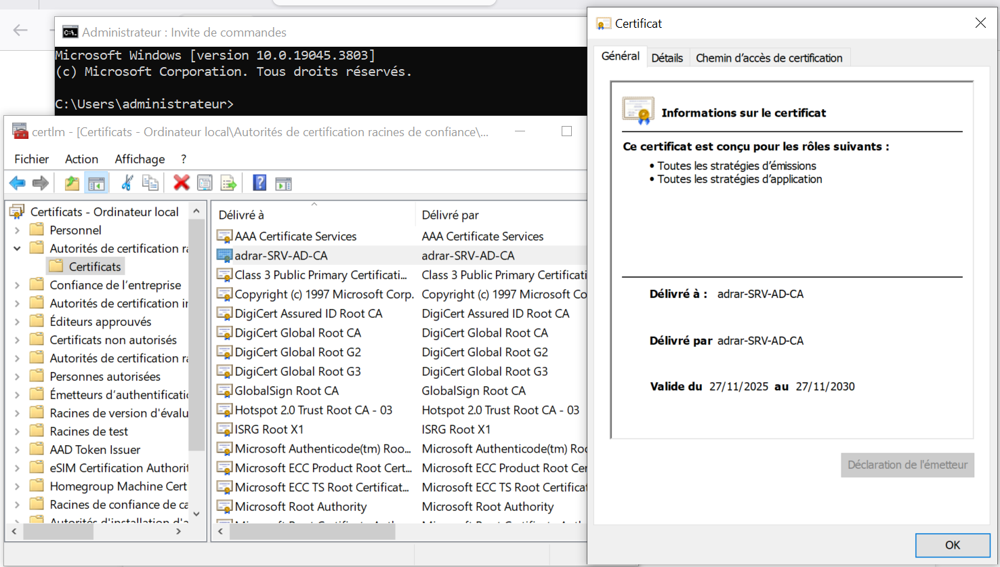 Administrateur : Invite de commandes
Microsoft Windows [version 10.0.19045.3803]
(c) Microsoft Corporation. Tous droits réservés.
C:\Users\administrateur>
certlm - [Certificats - Ordinateur local\Autorités de certification racines de confiance\...
Fichier Action Affichage ?
Certificats - Ordinateur local
Personnel
Autorités de certification ra
Certificats
Confiance de l'entreprise
Autorités de certification in
Éditeurs approuvés
Certificats non autorisés
Autorités de certification ra
Personnes autorisées
Émetteurs d'authentificatio
Racines de version d'évalu
Racines de test
AAD Token Issuer
eSIM Certification Authorit
Homegroup Machine Cert
Racines de confiance de ca
Autorités d'installation d'a
Délivré à Délivré par
AAA Certificate Services AAA Certificate Services
adrar-SRV-AD-CA adrar-SRV-AD-CA
Class 3 Public Primary Certificati... Class 3 Public Primary Certificati
Copyright (c) 1997 Microsoft Corp. Copyright (c) 1997 Microsoft Co
DigiCert Assured ID Root CA DigiCert Assured ID Root CA
DigiCert Global Root CA DigiCert Global Root CA
DigiCert Global Root G2 DigiCert Global Root G2
DigiCert Global Root G3 DigiCert Global Root G3
GlobalSign Root CA GlobalSign Root CA
Hotspot 2.0 Trust Root CA - 03 Hotspot 2.0 Trust Root CA - 03
ISRG Root X1 ISRG Root X1
Microsoft Authenticode(tm) Roo... Microsoft Authenticode(tm) Roo
Microsoft ECC Product Root Cert... Microsoft ECC Product Root Cer
Microsoft ECC TS Root Certificat... Microsoft ECC TS Root Certificat
Microsoft Root Authority Microsoft Root Authority
Certificat
Général Détails Chemin d'accès de certification
Informations sur le certificat
Ce certificat est conçu pour les rôles suivants :
• Toutes les stratégies d'émissions
• Toutes les stratégies d'application
Délivré à : adrar-SRV-AD-CA
Délivré par adrar-SRV-AD-CA
Valide du 27/11/2025 au 27/11/2030
Déclaration de l'émetteur
OK